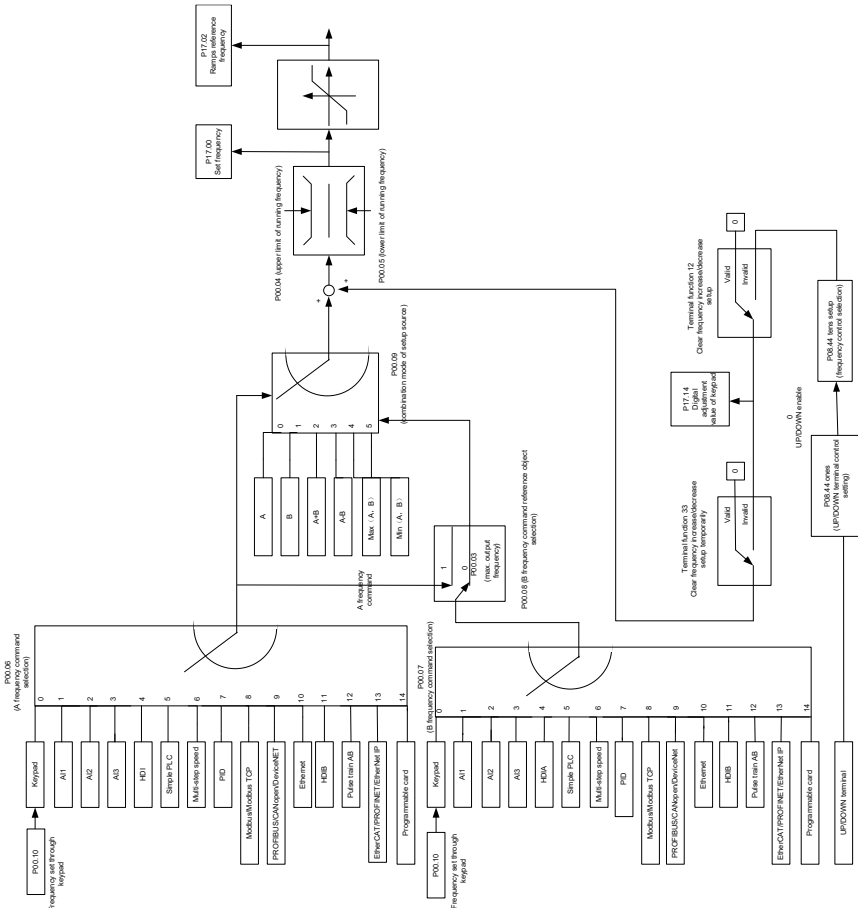 P17.02
Ramps reference
frequency
P17.00
Set frequency
P00.04 (upper limit of running frequency)
P00.05 (lower limit of running frequency)
+
+
P00.09
(combination mode of setup source)
0
1
2
3
4
5
A
B
A+B
A-B
Max（A，B）
Min（A，B）
A frequency
command
1
0
P00.03
(max. output
frequency)
P00.08 (B frequency command reference object
selection)
P00.06
(A frequency command
selection)
0
1
2
3
4
5
6
7
8
9
10
11
12
13
14
Keypad
AI1
AI2
AI3
HDI
Simple PLC
Multi-step speed
PID
Modbus/Modbus TCP
PROFIBUS/CANopen/DeviceNET
Ethernet
HDIB
Pulse train AB
EtherCAT/PROFINET/EtherNet IP
Programmable card
P00.10
Frequency set through
keypad
P00.07
(B frequency command selection)
0
1
2
3
4
5
6
7
8
9
10
11
12
13
14
Keypad
AI1
AI2
AI3
HDIA
Simple PLC
Multi-step speed
PID
Modbus/Modbus TCP
PROFIBUS/CANopen/DeviceNet
Ethernet
HDIB
Pulse train AB
EtherCAT/PROFINET/EtherNet IP
Programmable card
P00.10
Frequency set through
keypad
UP/DOWN terminal
P08.44 ones
(UP/DOWN terminal control
setting)
0
UP/DOWN enable
P08.44 tens setup
(frequency control selection)
Terminal function 12
Clear frequency increase/decrease
setup
Valid
Invalid
0
P17.14
Digital
adjustment
value of keypad
Terminal function 33
Clear frequency increase/decrease
setup temporarily
Valid
Invalid
0